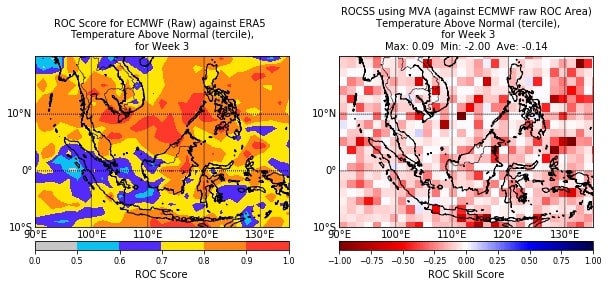 ROC Score for ECMWF (Raw) against ERA5
Temperature Above Normal (tercile),
for Week 3
10°N
0°
10°S
90°E 100°E 110°E 120°E 130°E
0.0 0.5 0.6 0.7 0.8 0.9 1.0
ROC Score
ROCSS using MVA (against ECMWF raw ROC Area)
Temperature Above Normal (tercile),
for Week 3
Max: 0.09 Min: -2.00 Ave: -0.14
10°N
0°
10°S
90°E 100°E 110°E 120°E 130°E
−1.00 −0.75 −0.50 −0.25 0.00 0.25 0.50 0.75 1.00
ROC Skill Score